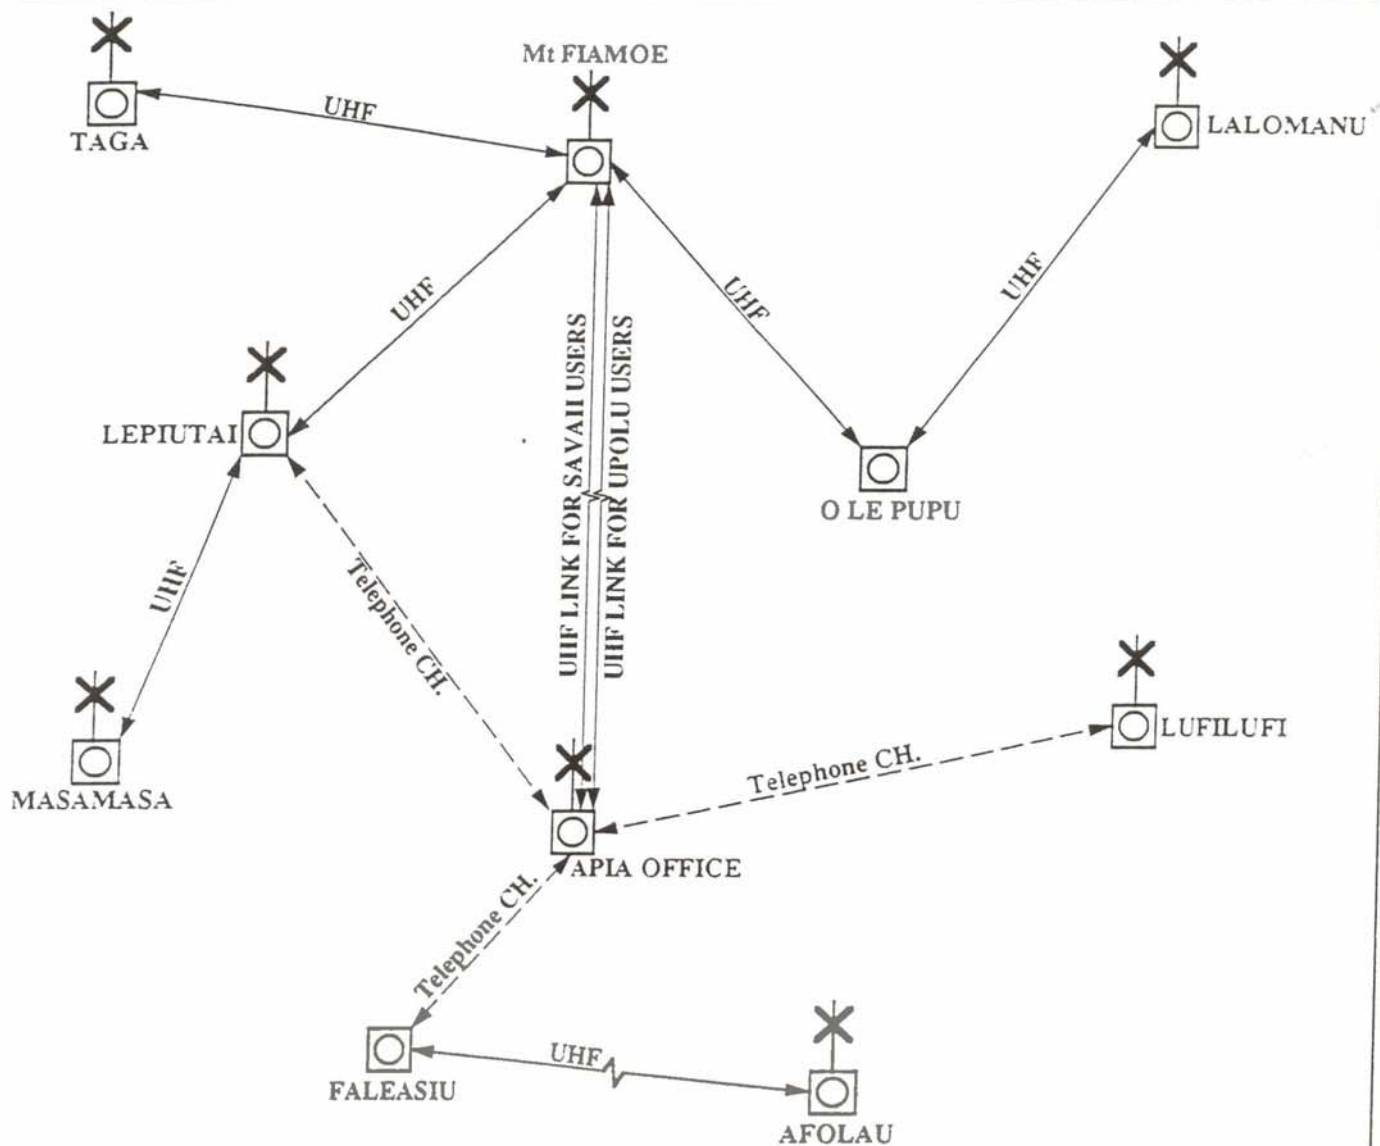 Mt FIAMOE
UHF
TAGA
LALOMANU
UHF
UHF
UHF
UHF LINK FOR SAVAII USERS
UHF LINK FOR UPOLU USERS
LEPIUTAI
O LE PUPU
UHF
Telephone CH.
MASAMASA
LUFILUFI
Telephone CH.
APIA OFFICE
Telephone CH.
UHF
FALEASIU
AFOLAU